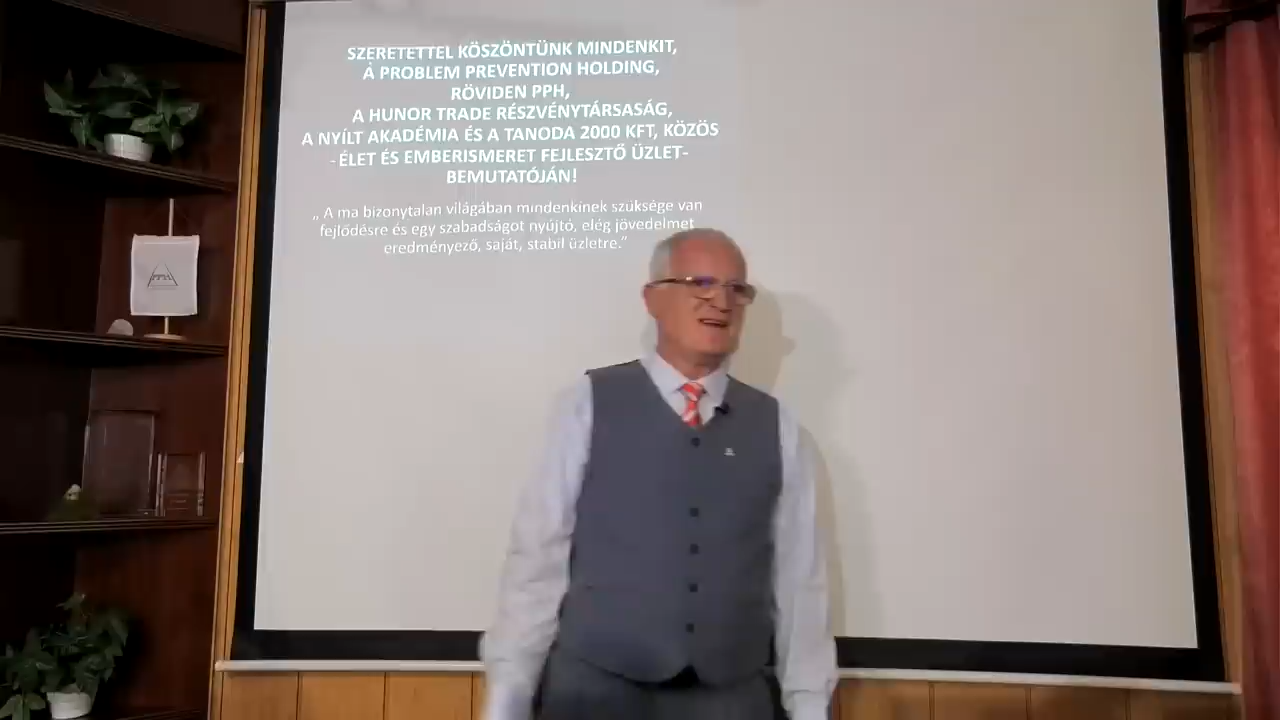 SZERETETTEL KÖSZÖNTÜNK MINDENKIT,
A PROBLEM PREVENTION HOLDING,
RÖVIDEN PPH,
A HUNOR TRADE RÉSZVÉNYTÁRSASÁG,
A NYÍLT AKADÉMIA ÉS A TANODA 2000 KFT, KÖZÖS
- ÉLET ÉS EMBERISMERET FEJLESZTŐ ÜZLET-
BEMUTATÓJÁN!
„ A ma bizonytalan világában mindenkinek szüksége van
fejlődésre és egy szabadságot nyújtó, elég jövedelmet
eredményező, saját, stabil üzletre.”